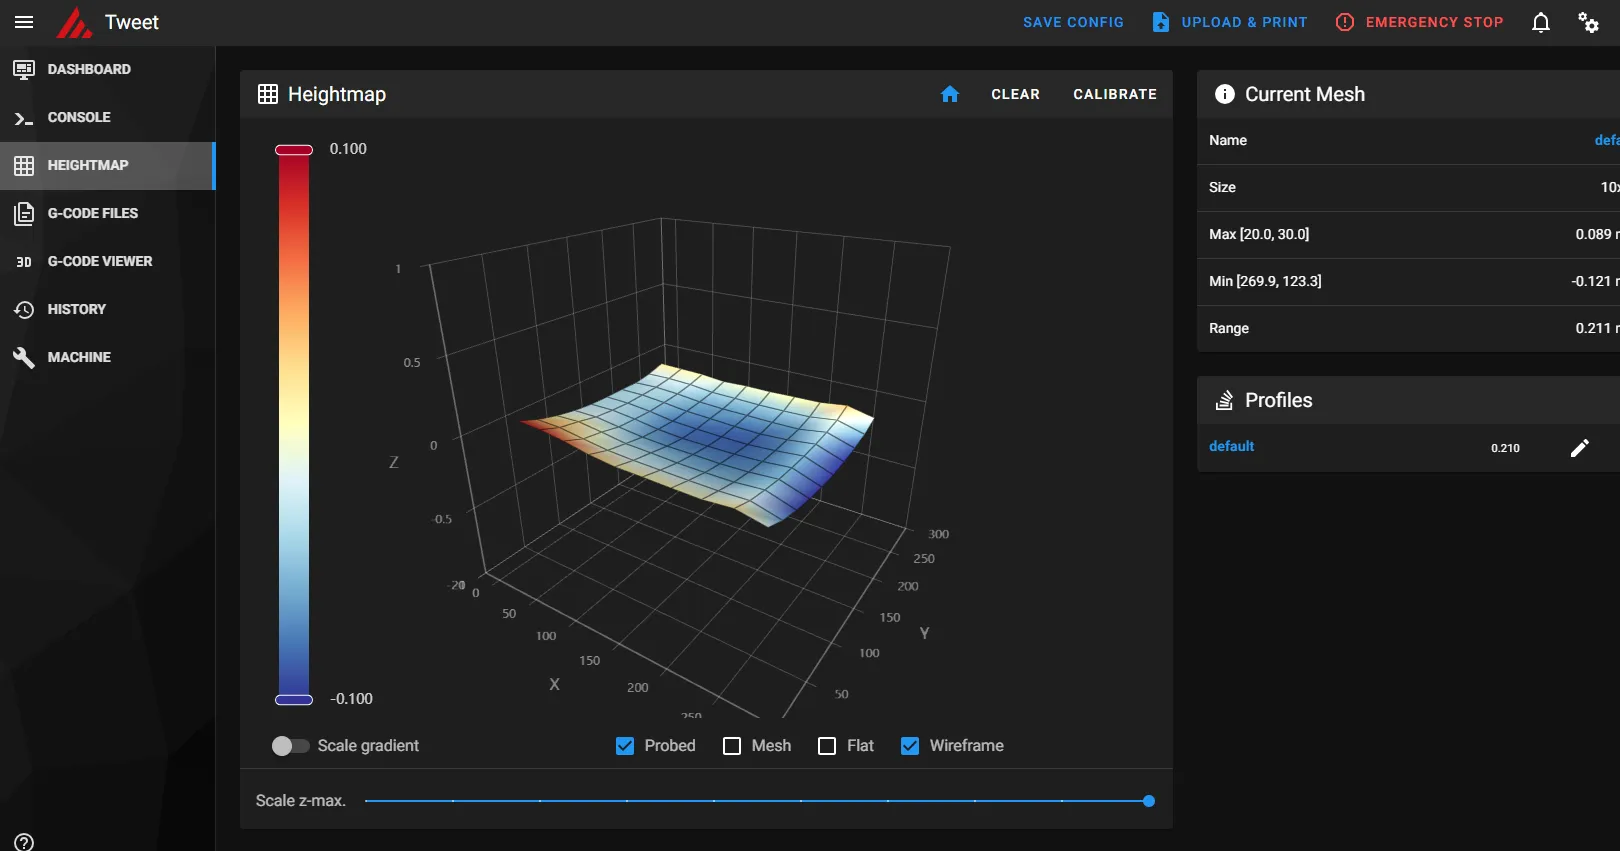 Tweet
SAVE CONFIG
UPLOAD & PRINT
EMERGENCY STOP
DASHBOARD
CONSOLE
HEIGHTMAP
G-CODE FILES
3D G-CODE VIEWER
HISTORY
MACHINE
Heightmap
CLEAR
CALIBRATE
0.100
-0.100
1
0.5
0
-0.5
Z
0
50
100
150
200
250
X
300
250
200
150
100
50
Y
Scale gradient
Probed
Mesh
Flat
Wireframe
Scale z-max.
Current Mesh
Name defa
Size 10x
Max [20.0, 30.0] 0.089
Min [269.9, 123.3] -0.121
Range 0.211
Profiles
default 0.210